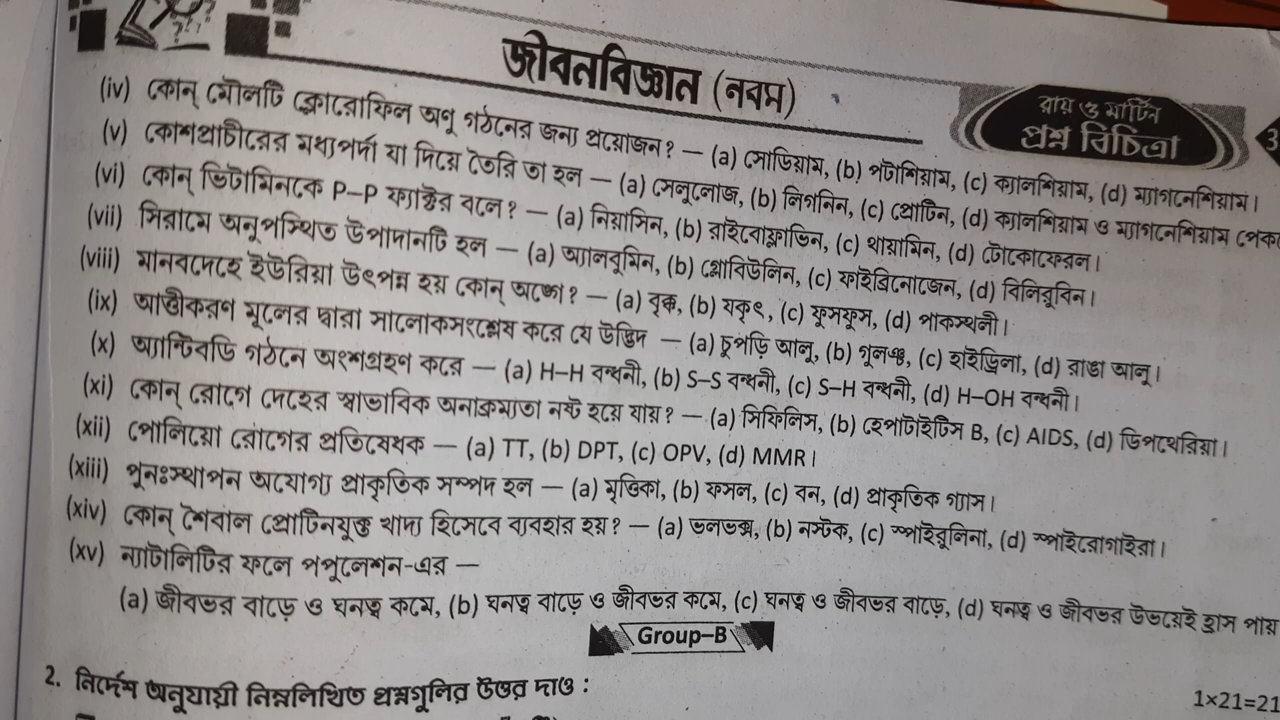 জীবনবিজ্ঞান (নবম)
রায় ও মার্টিন
প্রশ্ন বিচিত্রা
3
(iv) কোন্ মৌলটি ক্লোরোফিল অণু গঠনের জন্য প্রয়োজন? — (a) সোডিয়াম, (b) পটাশিয়াম, (c) ক্যালশিয়াম, (d) ম্যাগনেশিয়াম।
(v) কোশপ্রাচীরের মধ্যপর্দা যা দিয়ে তৈরি তা হল — (a) সেলুলোজ, (b) লিগনিন, (c) প্রোটিন, (d) ক্যালশিয়াম ও ম্যাগনেশিয়াম
(vi) কোন্ ভিটামিনকে P–P ফ্যাক্টর বলে? — (a) নিয়াসিন, (b) রাইবোফ্লাভিন, (c) থায়ামিন, (d) টোকোফেরল।
(vii) সিরামে অনুপস্থিত উপাদানটি হল — (a) অ্যালবুমিন, (b) গ্লোবিউলিন, (c) ফাইব্রিনোজেন, (d) বিলিরুবিন।
(viii) মানবদেহে ইউরিয়া উৎপন্ন হয় কোন্ অঙ্গে? — (a) বৃক্ক, (b) যকৃৎ, (c) ফুসফুস, (d) পাকস্থলী।
(ix) আত্তীকরণ মূলের দ্বারা সালোকসংশ্লেষ করে যে উদ্ভিদ — (a) চুপড়ি আলু, (b) গুলঞ্চ, (c) হাইড্রিলা, (d) রাঙা আলু।
(x) অ্যান্টিবডি গঠনে অংশগ্রহণ করে — (a) H–H বন্ধনী, (b) S–S বন্ধনী, (c) S–H বন্ধনী, (d) H–OH বন্ধনী।
(xi) কোন্ রোগে দেহের স্বাভাবিক অনাক্রম্যতা নষ্ট হয়ে যায়? — (a) সিফিলিস, (b) হেপাটাইটিস B, (c) AIDS, (d) ডিপথেরিয়া।
(xii) পোলিয়ো রোগের প্রতিষেধক — (a) TT, (b) DPT, (c) OPV, (d) MMR।
(xiii) পুনঃস্থাপন অযোগ্য প্রাকৃতিক সম্পদ হল — (a) মৃত্তিকা, (b) ফসল, (c) বন, (d) প্রাকৃতিক গ্যাস।
(xiv) কোন্ শৈবাল প্রোটিনযুক্ত খাদ্য হিসেবে ব্যবহার হয়? — (a) ভলভক্স, (b) নস্টক, (c) স্পাইরুলিনা, (d) স্পাইরোগাইরা।
(xv) ন্যাটালিটির ফলে পপুলেশন-এর —
(a) জীবভর বাড়ে ও ঘনত্ব কমে, (b) ঘনত্ব বাড়ে ও জীবভর কমে, (c) ঘনত্ব ও জীবভর বাড়ে, (d) ঘনত্ব ও জীবভর উভয়েই হ্রাস পায়
Group–B
2. নির্দেশ অনুযায়ী নিম্নলিখিত প্রশ্নগুলির উত্তর দাও :
1×21=21